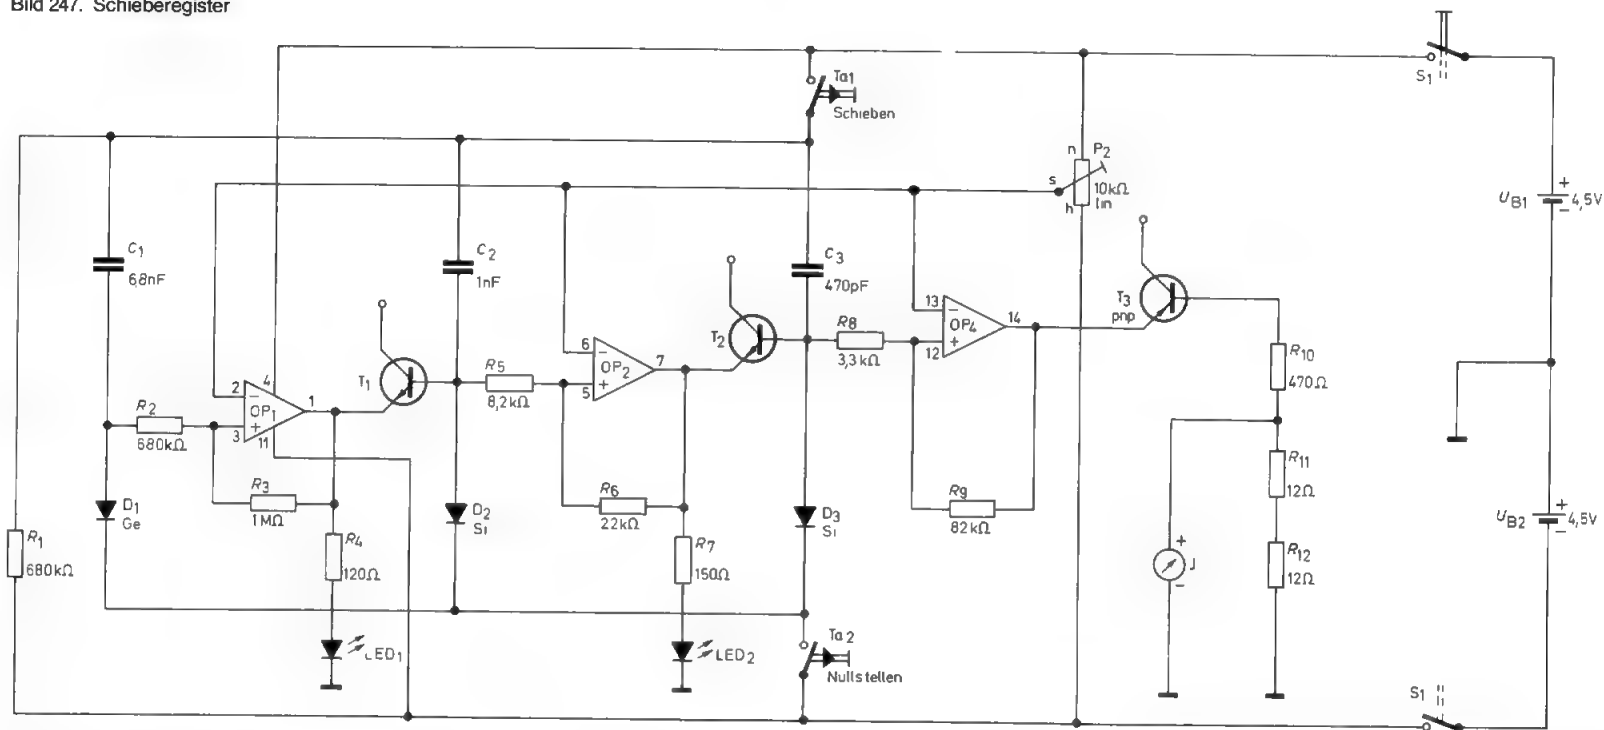 Bild 247. Schieberegister
S1
Ta1
Schieben
n P2
s
10kΩ
lin
h
UB1
+
4,5V
−
C1
6,8nF
C2
1nF
C3
470pF
T1
T2
T3
pnp
R8
3,3kΩ
13
−
OP4
14
12
+
R5
8,2kΩ
6
−
OP2
7
5
+
R2
680kΩ
2
−
4
OP1
1
3
+
11
R10
470Ω
R11
12Ω
R12
12Ω
R3
1MΩ
R6
22kΩ
R9
82kΩ
D1
Ge
D2
Si
D3
Si
R1
680kΩ
R4
120Ω
R7
150Ω
+
J
−
UB2
+
4,5V
−
LED1
LED2
Ta2
Nullstellen
S1